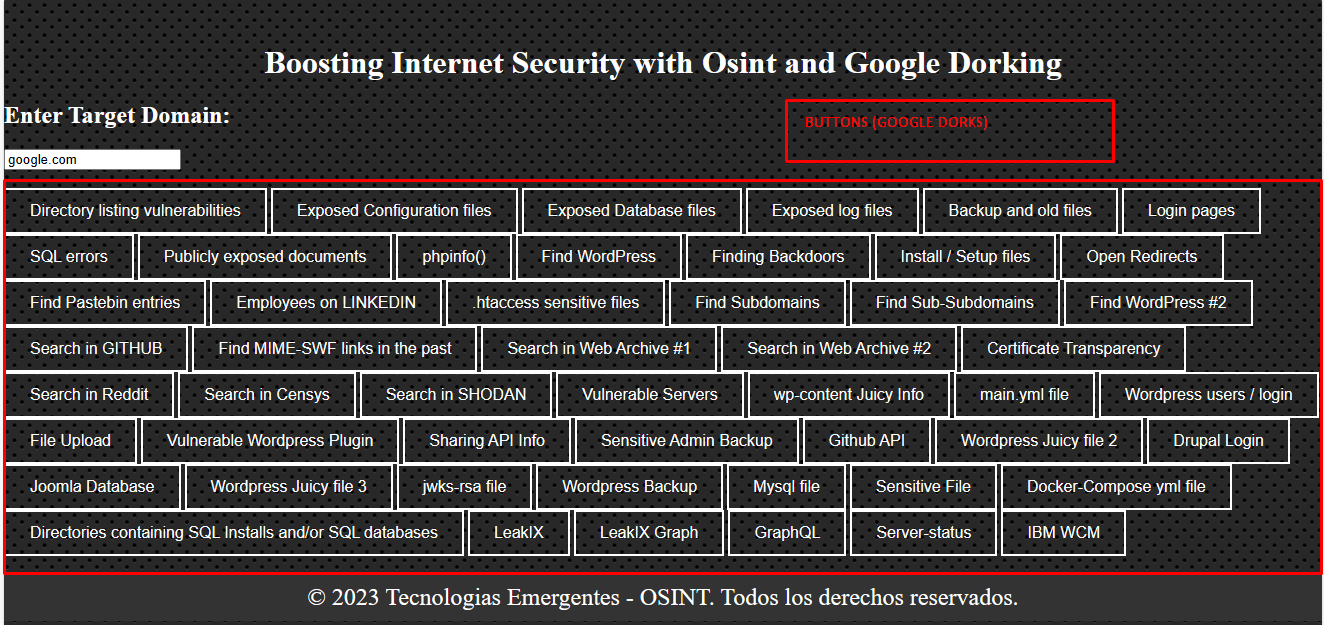 Boosting Internet Security with Osint and Google Dorking
Enter Target Domain:
BUTTONS (GOOGLE DORKS)
google.com
Directory listing vulnerabilities Exposed Configuration files Exposed Database files Exposed log files Backup and old files Login pages
SQL errors Publicly exposed documents phpinfo() Find WordPress Finding Backdoors Install / Setup files Open Redirects
Find Pastebin entries Employees on LINKEDIN .htaccess sensitive files Find Subdomains Find Sub-Subdomains Find WordPress #2
Search in GITHUB Find MIME-SWF links in the past Search in Web Archive #1 Search in Web Archive #2 Certificate Transparency
Search in Reddit Search in Censys Search in SHODAN Vulnerable Servers wp-content Juicy Info main.yml file Wordpress users / login
File Upload Vulnerable Wordpress Plugin Sharing API Info Sensitive Admin Backup Github API Wordpress Juicy file 2 Drupal Login
Joomla Database Wordpress Juicy file 3 jwks-rsa file Wordpress Backup Mysql file Sensitive File Docker-Compose yml file
Directories containing SQL Installs and/or SQL databases LeakIX LeakIX Graph GraphQL Server-status IBM WCM
© 2023 Tecnologias Emergentes - OSINT. Todos los derechos reservados.